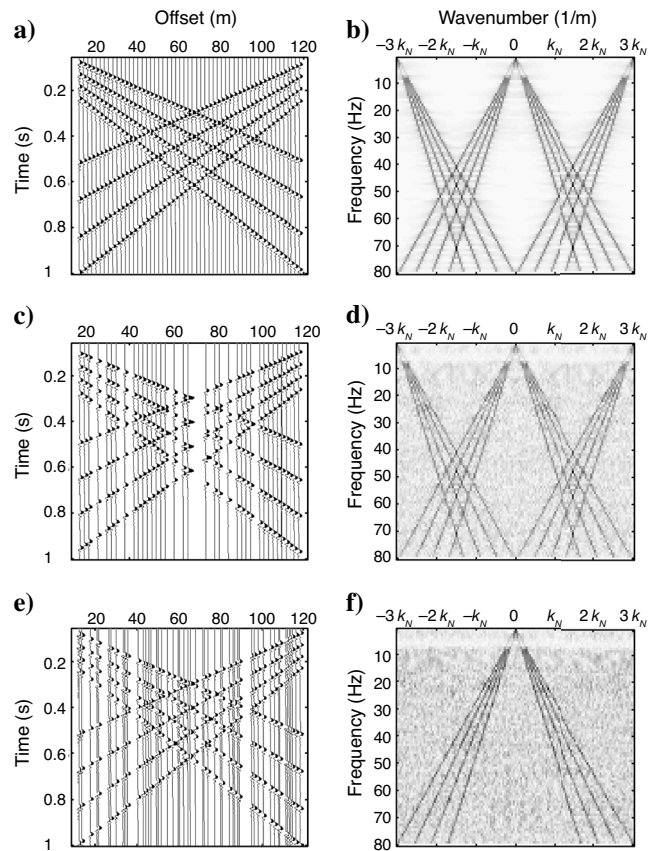 a)
Offset (m)
20 40 60 80 100 120
Time (s)
0.2
0.4
0.6
0.8
1
b)
Wavenumber (1/m)
−3 kN −2 kN −kN 0 kN 2 kN 3 kN
Frequency (Hz)
10
20
30
40
50
60
70
80
c)
20 40 60 80 100 120
Time (s)
0.2
0.4
0.6
0.8
1
d)
−3 kN −2 kN −kN 0 kN 2 kN 3 kN
Frequency (Hz)
10
20
30
40
50
60
70
80
e)
20 40 60 80 100 120
Time (s)
0.2
0.4
0.6
0.8
1
f)
−3 kN −2 kN −kN 0 kN 2 kN 3 kN
Frequency (Hz)
10
20
30
40
50
60
70
80